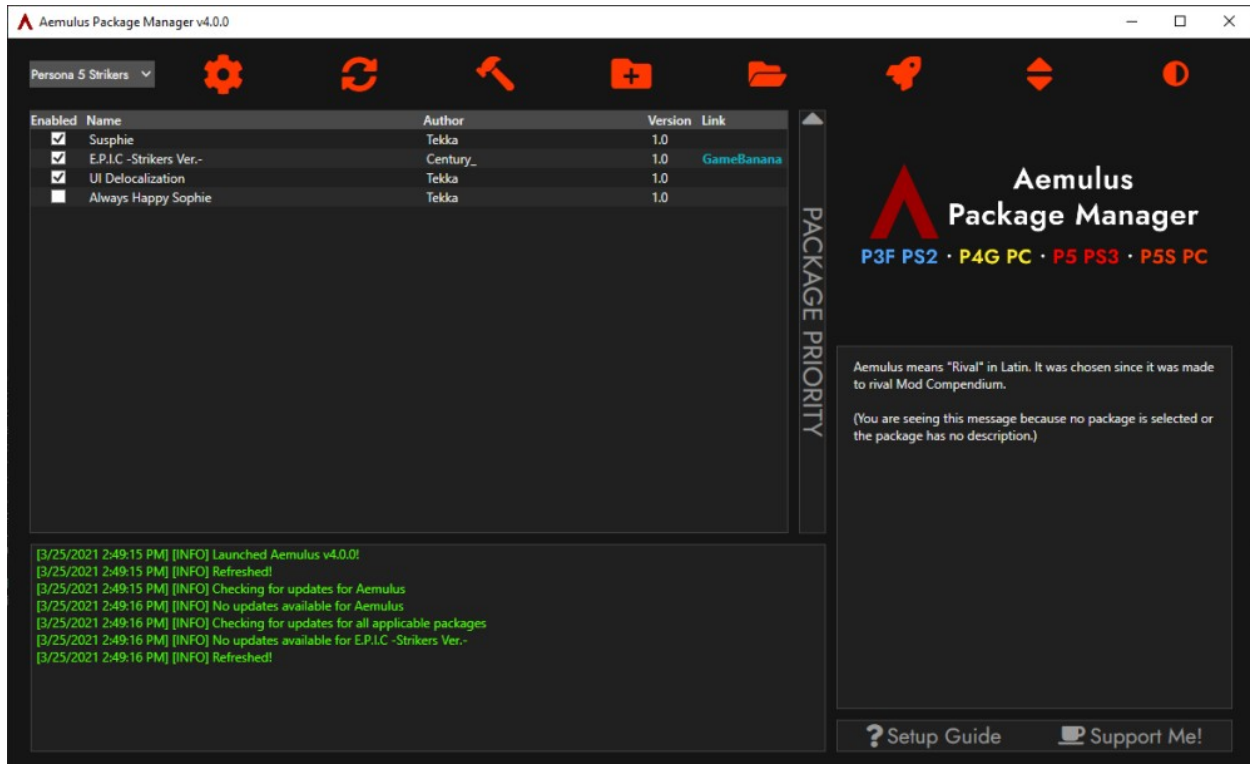 Aemulus Package Manager v4.0.0
Persona 5 Strikers
Enabled Name Author Version Link
Susphie Tekka 1.0
E.P.I.C -Strikers Ver.- Century_ 1.0 GameBanana
UI Delocalization Tekka 1.0
Always Happy Sophie Tekka 1.0
PACKAGE PRIORITY
Aemulus
Package Manager
P3F PS2 · P4G PC · P5 PS3 · P5S PC
Aemulus means "Rival" in Latin. It was chosen since it was made
to rival Mod Compendium.
(You are seeing this message because no package is selected or
the package has no description.)
[3/25/2021 2:49:15 PM] [INFO] Launched Aemulus v4.0.0!
[3/25/2021 2:49:15 PM] [INFO] Refreshed!
[3/25/2021 2:49:15 PM] [INFO] Checking for updates for Aemulus
[3/25/2021 2:49:16 PM] [INFO] No updates available for Aemulus
[3/25/2021 2:49:16 PM] [INFO] Checking for updates for all applicable packages
[3/25/2021 2:49:16 PM] [INFO] No updates available for E.P.I.C -Strikers Ver.-
[3/25/2021 2:49:16 PM] [INFO] Refreshed!
? Setup Guide Support Me!